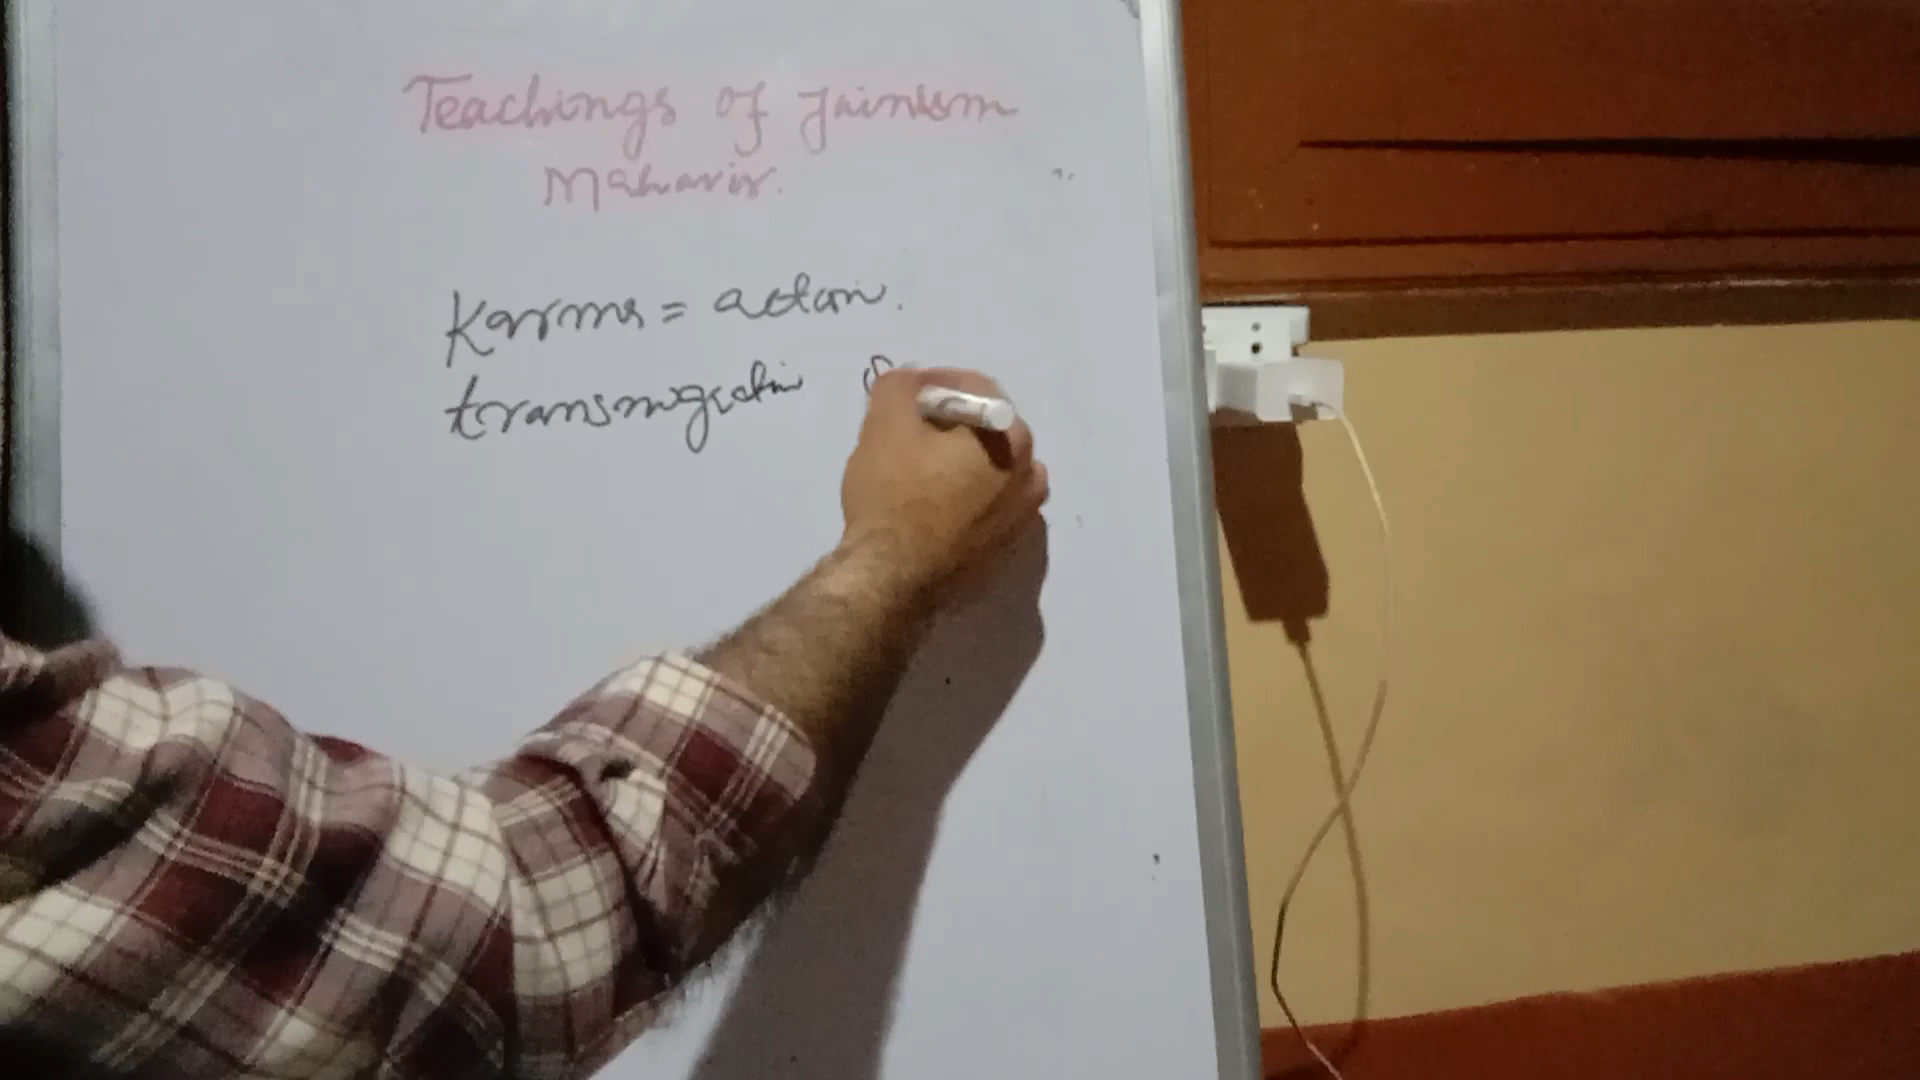 Teachings of Jainism
Mahavir.
Karma = action.
transmigration